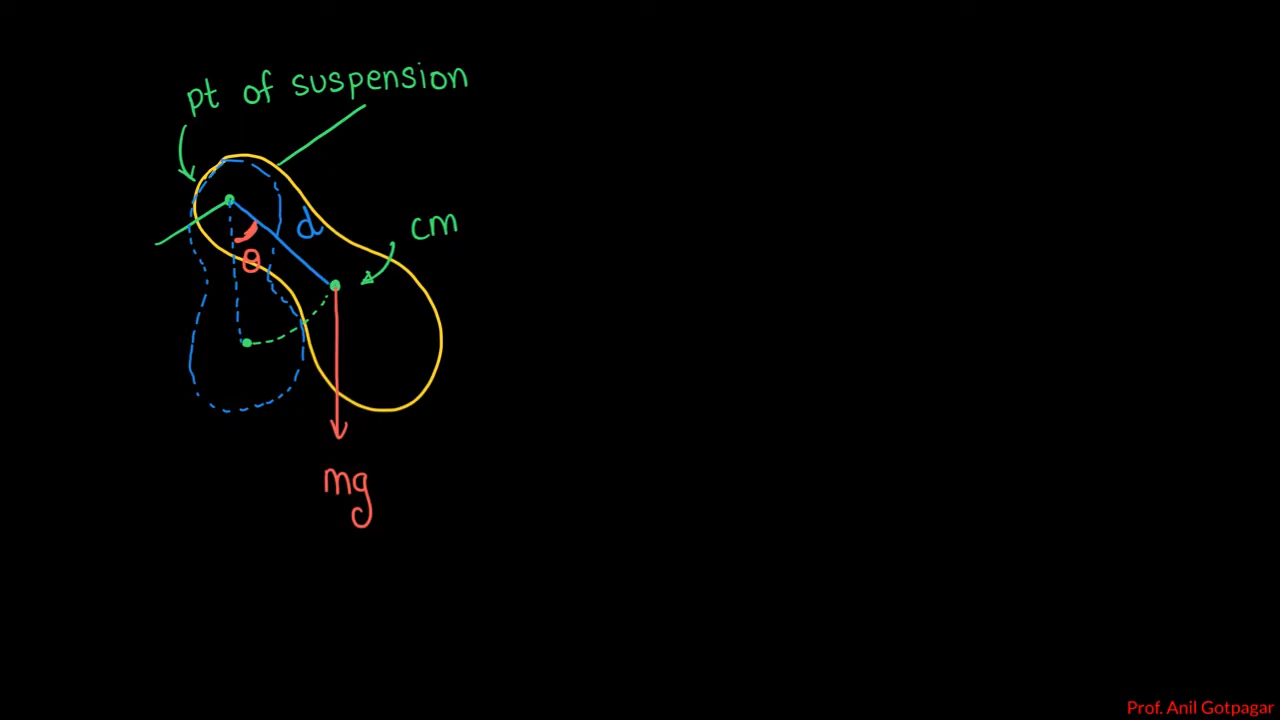 pt of suspension
cm
d
θ
mg
Prof. Anil Gotpagar